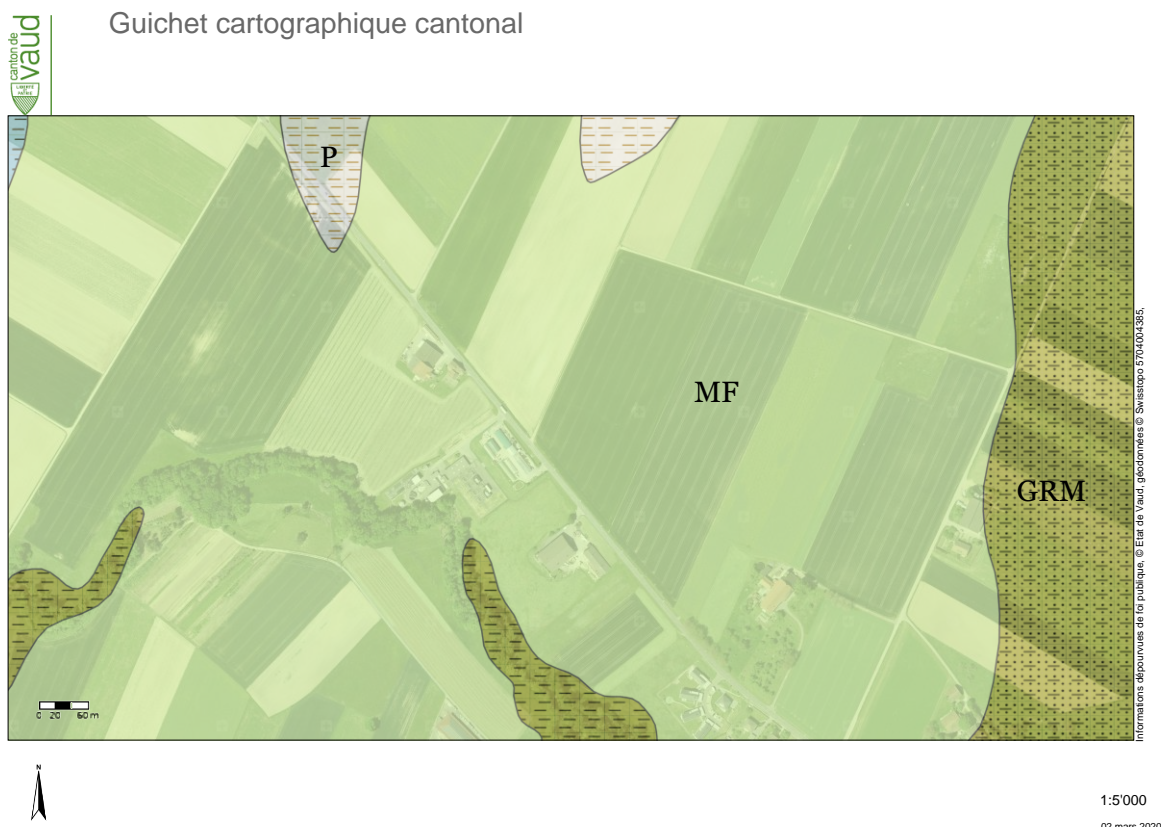 canton de
vaud
LIBERTÉ
ET
PATRIE
Guichet cartographique cantonal
P
MF
GRM
0 20 60 m
Informations dépourvues de foi publique, © Etat de Vaud, géodonnées © Swisstopo 5704004385,
N
1:5'000
02 mars 2020